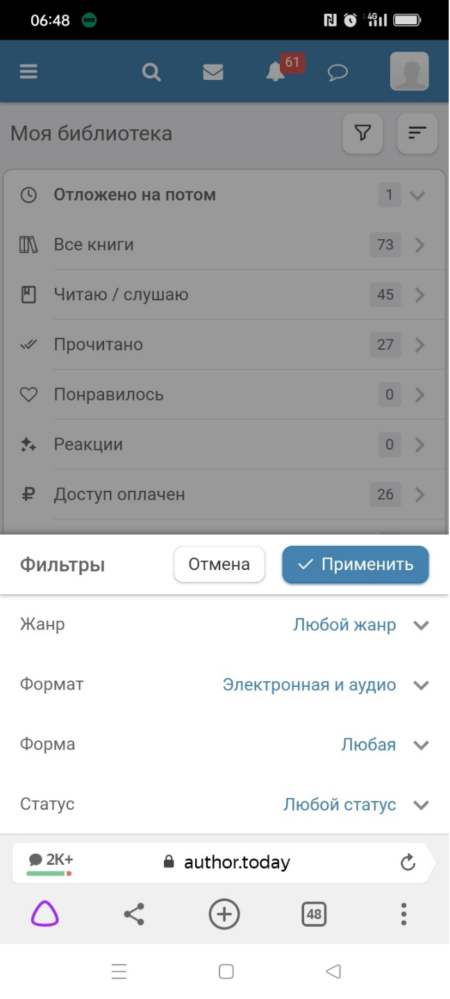 06:48 MIR 4G
61
Моя библиотека
Отложено на потом 1
Все книги 73
Читаю / слушаю 45
Прочитано 27
Понравилось 0
Реакции 0
Доступ оплачен 26
Фильтры Отмена Применить
Жанр Любой жанр
Формат Электронная и аудио
Форма Любая
Статус Любой статус
2K+ author.today
48